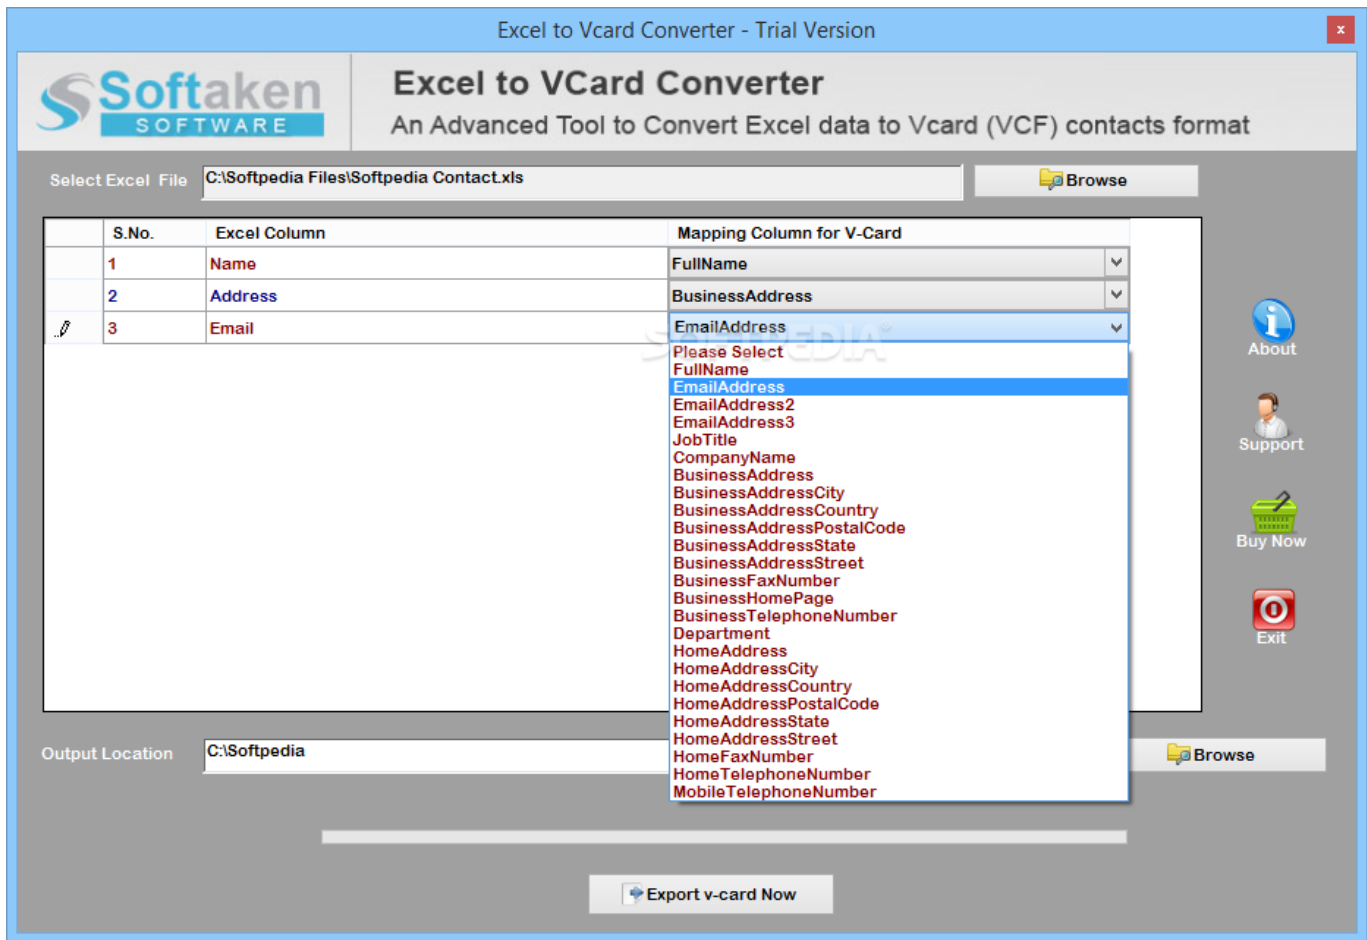 Excel to Vcard Converter - Trial Version
x
Softaken
SOFTWARE
Excel to VCard Converter
An Advanced Tool to Convert Excel data to Vcard (VCF) contacts format
Select Excel File C:\Softpedia Files\Softpedia Contact.xls Browse
S.No. Excel Column Mapping Column for V-Card
1 Name FullName
2 Address BusinessAddress
3 Email EmailAddress
SOFTPEDIA®
Please Select
FullName
EmailAddress
EmailAddress2
EmailAddress3
JobTitle
CompanyName
BusinessAddress
BusinessAddressCity
BusinessAddressCountry
BusinessAddressPostalCode
BusinessAddressState
BusinessAddressStreet
BusinessFaxNumber
BusinessHomePage
BusinessTelephoneNumber
Department
HomeAddress
HomeAddressCity
HomeAddressCountry
HomeAddressPostalCode
HomeAddressState
HomeAddressStreet
HomeFaxNumber
HomeTelephoneNumber
MobileTelephoneNumber
About
Support
Buy Now
Exit
Output Location C:\Softpedia Browse
Export v-card Now